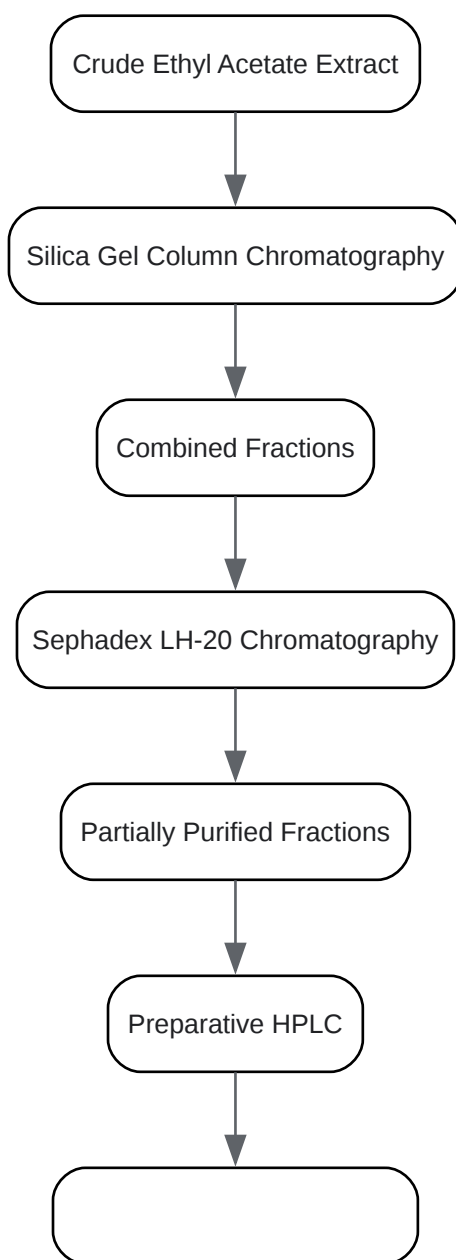 Crude Ethyl Acetate Extract
Silica Gel Column Chromatography
Combined Fractions
Sephadex LH-20 Chromatography
Partially Purified Fractions
Preparative HPLC